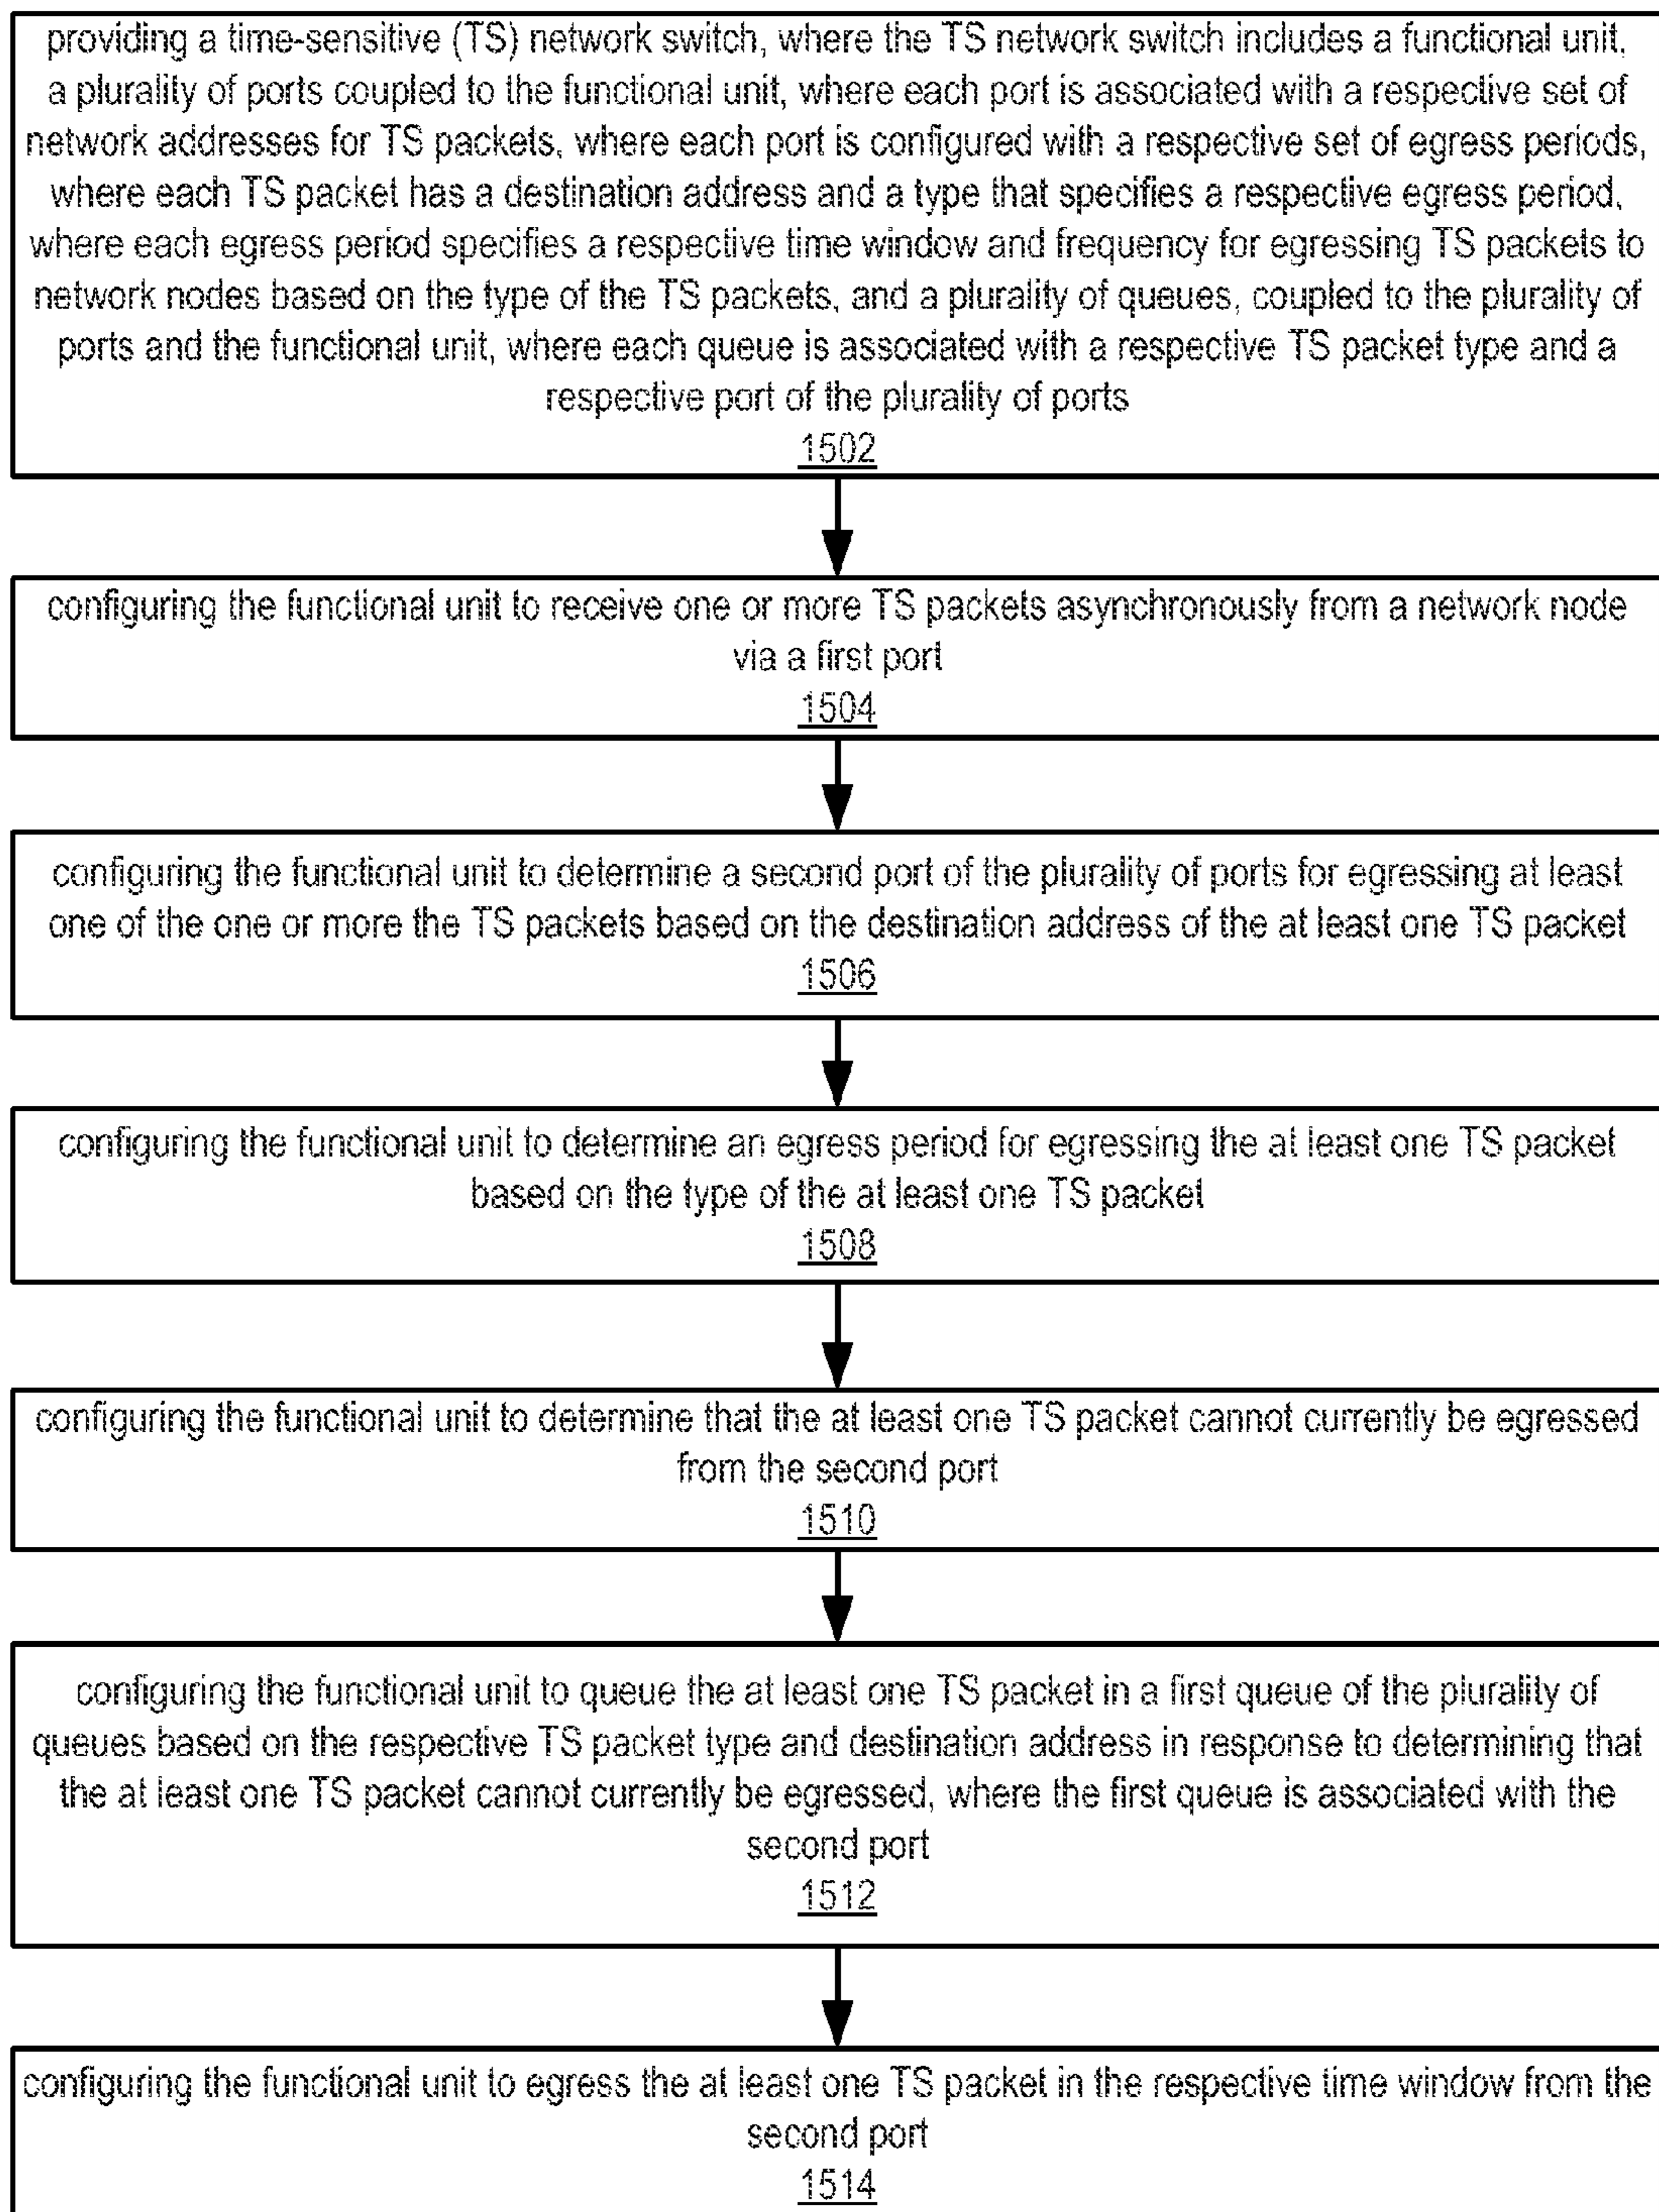 providing a time-sensitive (TS) network switch, where the TS network switch includes a functional unit,
a plurality of ports coupled to the functional unit, where each port is associated with a respective set of
network addresses for TS packets, where each port is configured with a respective set of egress periods,
where each TS packet has a destination address and a type that specifies a respective egress period,
where each egress period specifies a respective time window and frequency for egressing TS packets to
network nodes based on the type of the TS packets, and a plurality of queues, coupled to the plurality of
ports and the functional unit, where each queue is associated with a respective TS packet type and a
respective port of the plurality of ports
1502
configuring the functional unit to receive one or more TS packets asynchronously from a network node
via a first port
1504
configuring the functional unit to determine a second port of the plurality of ports for egressing at least
one of the one or more the TS packets based on the destination address of the at least one TS packet
1506
configuring the functional unit to determine an egress period for egressing the at least one TS packet
based on the type of the at least one TS packet
1508
configuring the functional unit to determine that the at least one TS packet cannot currently be egressed
from the second port
1510
configuring the functional unit to queue the at least one TS packet in a first queue of the plurality of
queues based on the respective TS packet type and destination address in response to determining that
the at least one TS packet cannot currently be egressed, where the first queue is associated with the
second port
1512
configuring the functional unit to egress the at least one TS packet in the respective time window from the
second port
1514